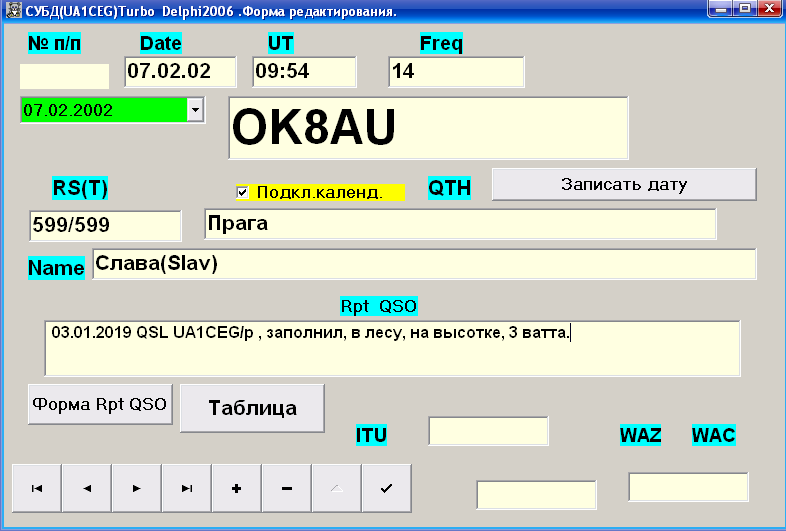 СУБД(UA1CEG)Turbo Delphi2006 .Форма редактирования.
№ п/п Date UT Freq
07.02.02 09:54 14
07.02.2002
OK8AU
RS(T) Подкл.календ. QTH Записать дату
599/599 Прага
Name Слава(Slav)
Rpt QSO
03.01.2019 QSL UA1CEG/p , заполнил, в лесу, на высотке, 3 ватта.
Форма Rpt QSO Таблица
ITU WAZ WAC